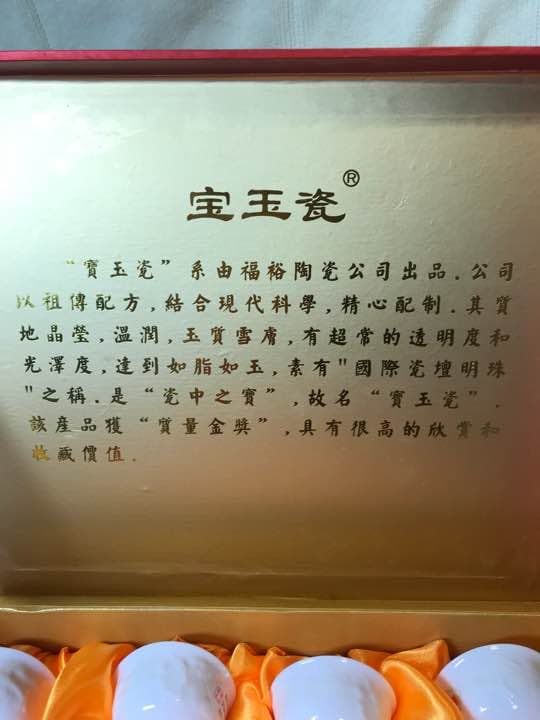 宝玉瓷®
"寶玉瓷"系由福裕陶瓷公司出品.公司
以祖傳配方,結合現代科學,精心配制.其質
地晶瑩,溫潤,玉質雪膚,有超常的透明度和
光澤度,達到如脂如玉,素有"國際瓷壇明珠
"之稱.是"瓷中之寶",故名"寶玉瓷".
該産品獲"質量金獎",具有很高的欣賞和
收藏價值.